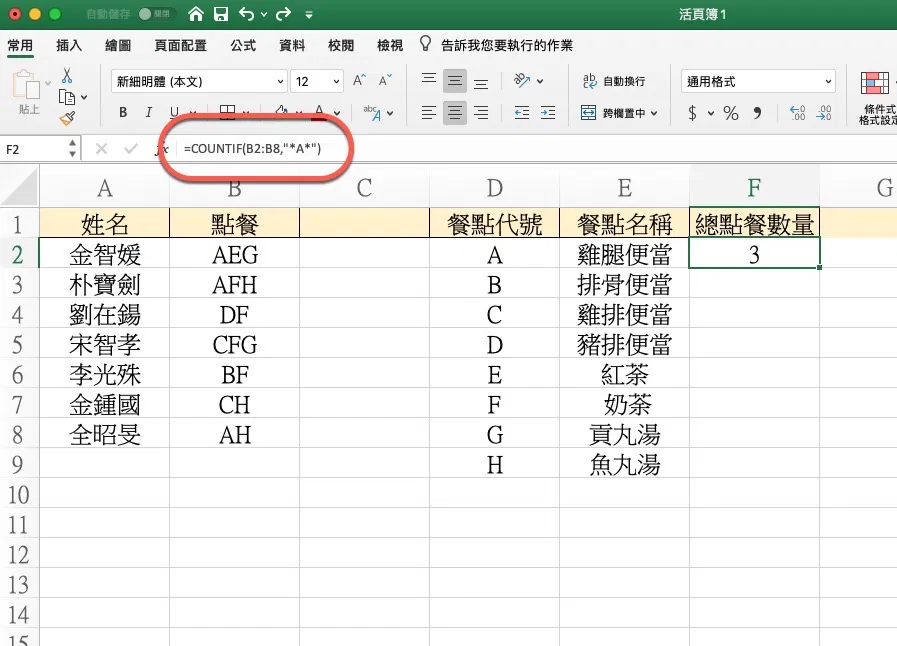 自動儲存 關閉 活頁簿1
常用 插入 繪圖 頁面配置 公式 資料 校閱 檢視 告訴我您要執行的作業
貼上 新細明體 (本文) 12 A A ab 自動換行 通用格式
B I U A abc A 跨欄置中 $ % 條件式
格式設定
F2 fx =COUNTIF(B2:B8,"*A*")
A B C D E F G
1 姓名 點餐 餐點代號 餐點名稱 總點餐數量
2 金智媛 AEG A 雞腿便當 3
3 朴寶劍 AFH B 排骨便當
4 劉在鍚 DF C 雞排便當
5 宋智孝 CFG D 豬排便當
6 李光殊 BF E 紅茶
7 金鍾國 CH F 奶茶
8 全昭旻 AH G 貢丸湯
9 H 魚丸湯
10
11
12
13
14
15